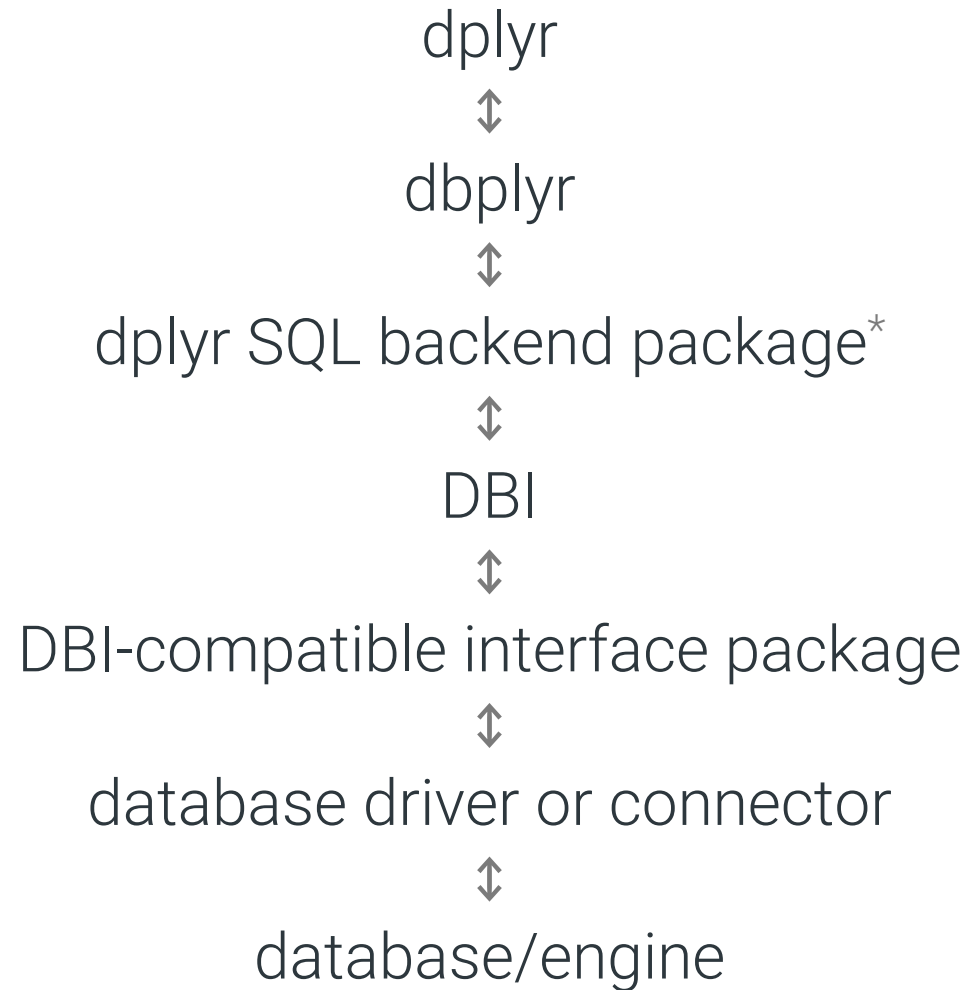 dplyr
↕
dbplyr
↕
dplyr SQL backend package*
↕
DBI
↕
DBI-compatible interface package
↕
database driver or connector
↕
database/engine